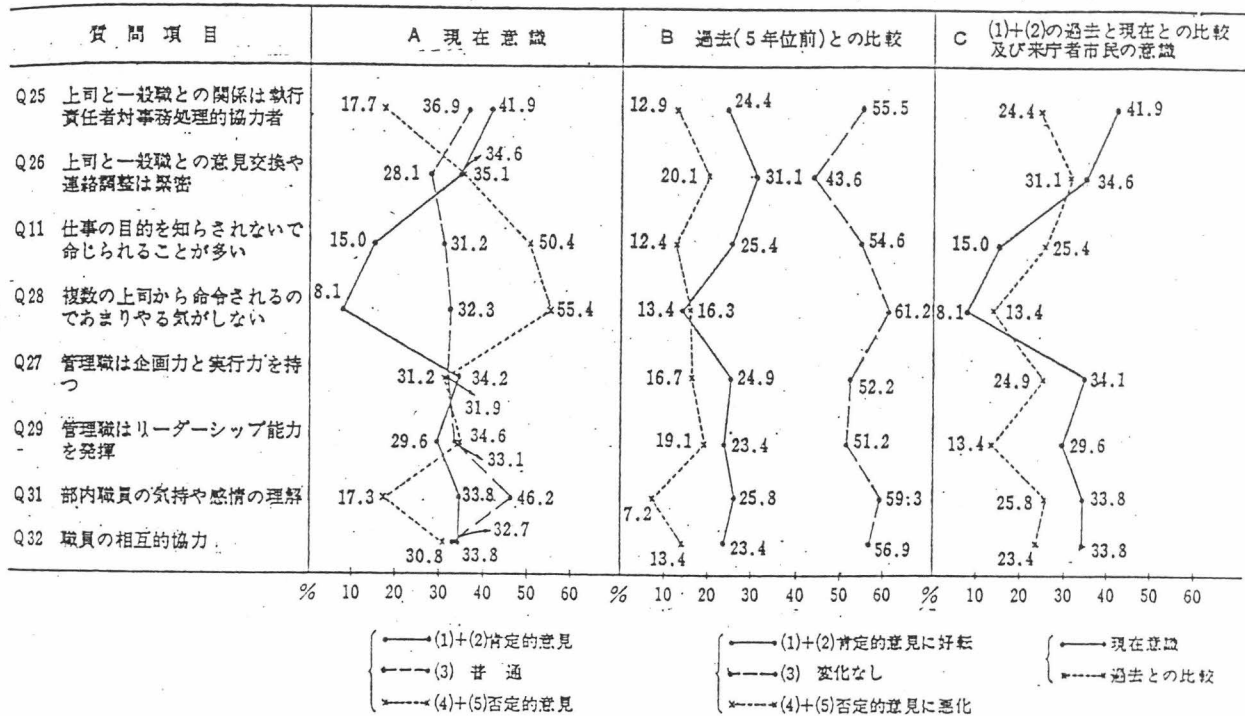 質問項目
A 現在意識
B 過去(5年位前)との比較
C (1)+(2)の過去と現在との比較
及び来庁者市民の意識
Q25 上司と一般職との関係は執行
責任者対事務処理的協力者
17.7 36.9 41.9
12.9 24.4 55.5
24.4 41.9
Q26 上司と一般職との意見交換や
連絡調整は緊密
28.1 34.6 35.1
20.1 31.1 43.6
31.1 34.6
Q11 仕事の目的を知らされないで
命じられることが多い
15.0 31.2 50.4
12.4 25.4 54.6
15.0 25.4
Q28 複数の上司から命令されるの
であまりやる気がしない
8.1 32.3 55.4
13.4 16.3 61.2
8.1 13.4
Q27 管理職は企画力と実行力を持
つ
31.2 34.2 31.9
16.7 24.9 52.2
24.9 34.1
Q29 管理職はリーダーシップ能力
を発揮
29.6 34.6 33.1
19.1 23.4 51.2
13.4 29.6
Q31 部内職員の気持や感情の理解
17.3 33.8 46.2
7.2 25.8 59.3
25.8 33.8
Q32 職員の相互的協力
30.8 33.8 32.7
13.4 23.4 56.9
23.4 33.8
% 10 20 30 40 50 60
% 10 20 30 40 50 60
% 10 20 30 40 50 60
(1)+(2)肯定的意見
(3) 普通
(4)+(5)否定的意見
(1)+(2)肯定的意見に好転
(3) 変化なし
(4)+(5)否定的意見に悪化
現在意識
過去との比較